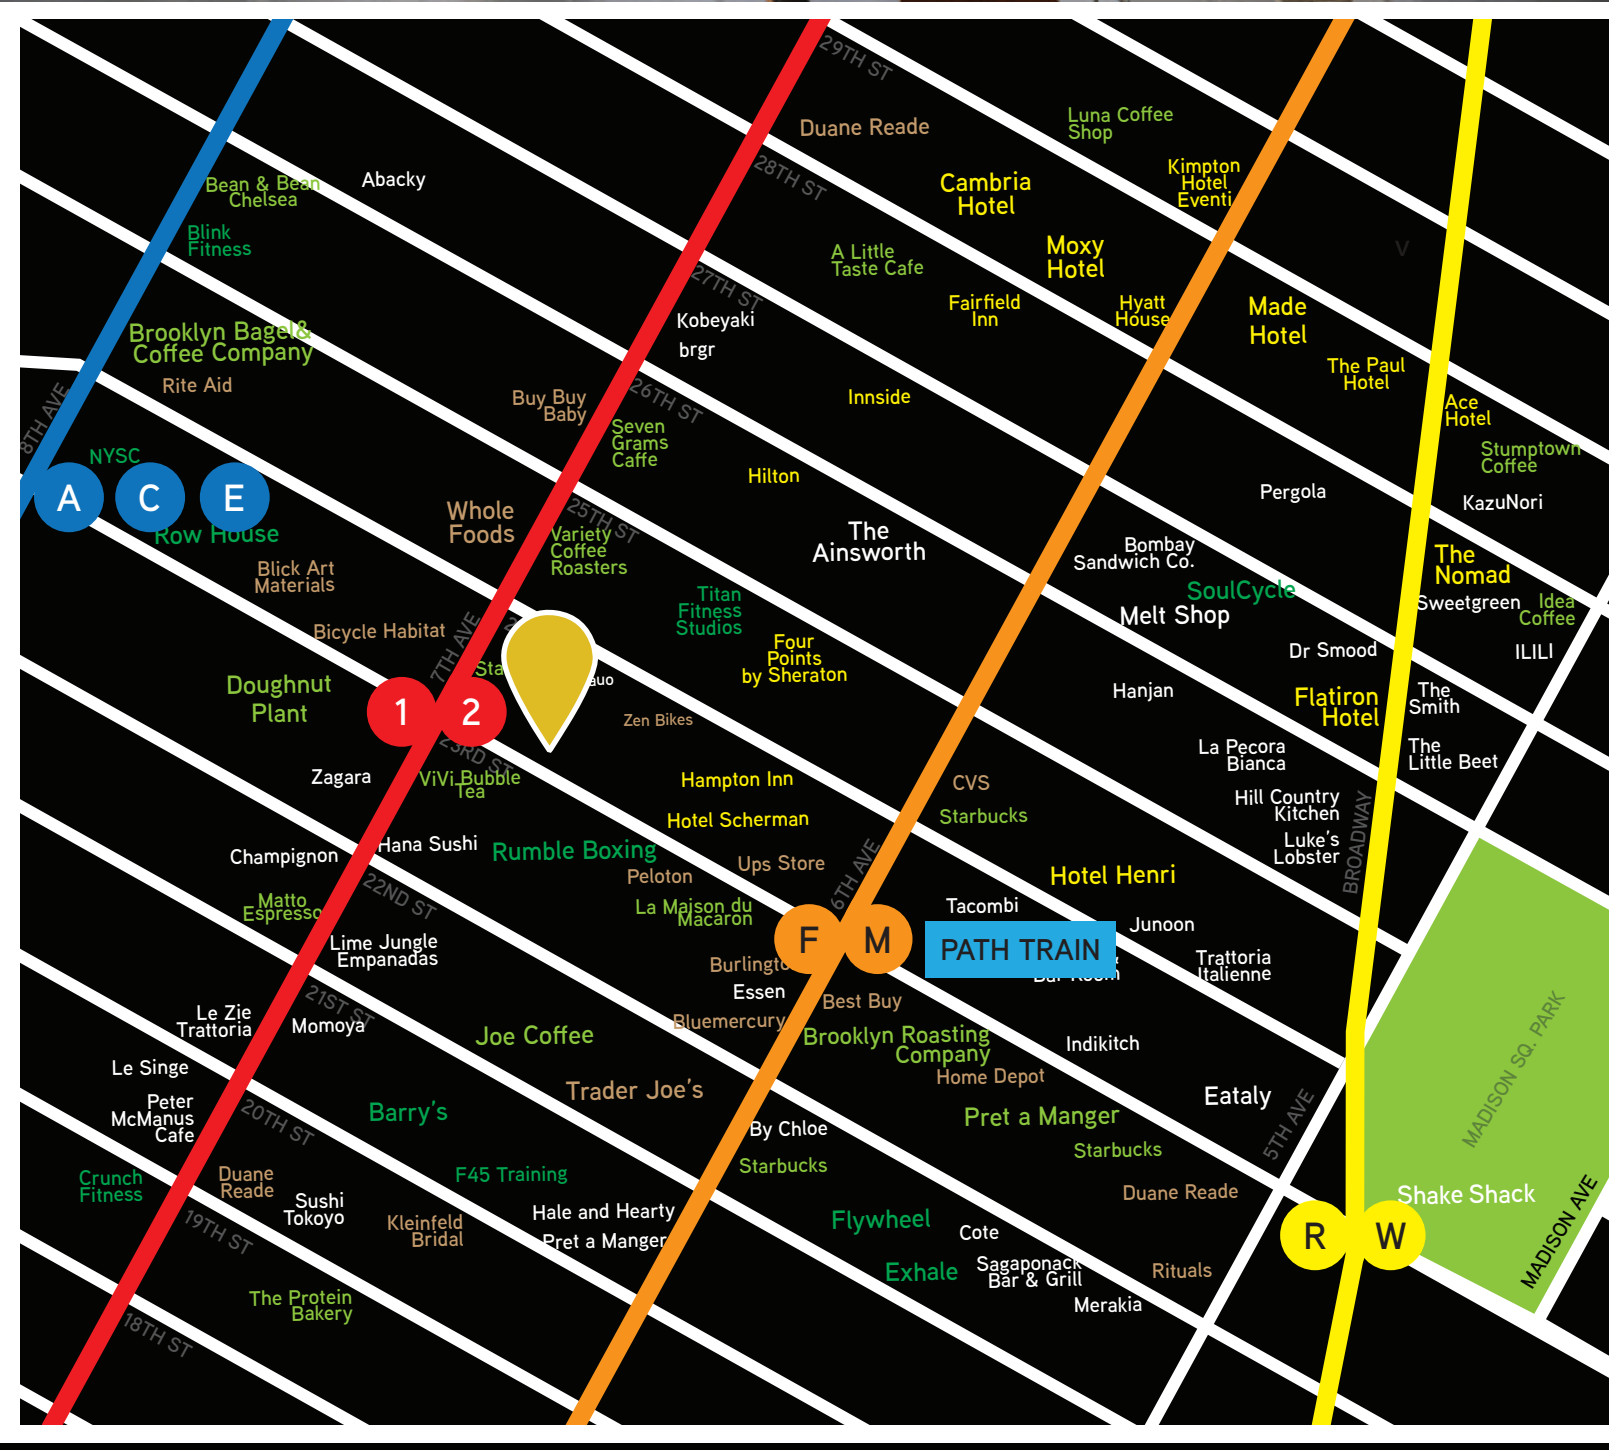 29TH ST
Duane Reade
Luna Coffee
Shop
28TH ST
Kimpton
Hotel
Eventi
Bean & Bean
Chelsea
Abacky
Cambria
Hotel
Blink
Fitness
A Little
Taste Cafe
Moxy
Hotel
V
27TH ST
Fairfield
Inn
Hyatt
House
Made
Hotel
Kobeyaki
brgr
Brooklyn Bagel&
Coffee Company
Rite Aid
The Paul
Hotel
26TH ST
Buy Buy
Baby
Innside
Ace
Hotel
8TH AVE
Seven
Grams
Caffe
Stumptown
Coffee
NYSC
Hilton
A
C
E
Pergola
KazuNori
Whole
Foods
25TH ST
Row House
Variety
Coffee
Roasters
The
Ainsworth
Bombay
Sandwich Co.
The
Nomad
Blick Art
Materials
SoulCycle
Titan
Fitness
Studios
Sweetgreen
Idea
Coffee
Melt Shop
Bicycle Habitat
7TH AVE
Four
Points
by Sheraton
Dr Smood
ILILI
Doughnut
Plant
Hanjan
Flatiron
Hotel
The
Smith
1
2
Zen Bikes
23RD ST
La Pecora
Bianca
The
Little Beet
Zagara
ViVi Bubble
Tea
Hampton Inn
CVS
Hill Country
Kitchen
Starbucks
Hotel Scherman
BROADWAY
Luke's
Lobster
Hana Sushi
Champignon
Rumble Boxing
Ups Store
Peloton
6TH AVE
Hotel Henri
22ND ST
Matto
Espresso
La Maison du
Macaron
Tacombi
Junoon
F
M
PATH TRAIN
Lime Jungle
Empanadas
Burlingto
Bar Room
Trattoria
Italienne
Essen
Best Buy
21ST ST
Le Zie
Trattoria
Momoya
Bluemercury
Joe Coffee
Brooklyn Roasting
Company
Indikitch
MADISON SQ. PARK
Le Singe
Home Depot
Trader Joe's
Eataly
Peter
McManus
Cafe
20TH ST
Barry's
Pret a Manger
5TH AVE
By Chloe
Starbucks
Starbucks
Crunch
Fitness
Duane
Reade
F45 Training
Duane Reade
Shake Shack
Sushi
Tokoyo
Hale and Hearty
Flywheel
19TH ST
Kleinfeld
Bridal
Pret a Manger
Cote
R
W
MADISON AVE
Exhale
Sagaponack
Bar & Grill
Rituals
The Protein
Bakery
Merakia
18TH ST